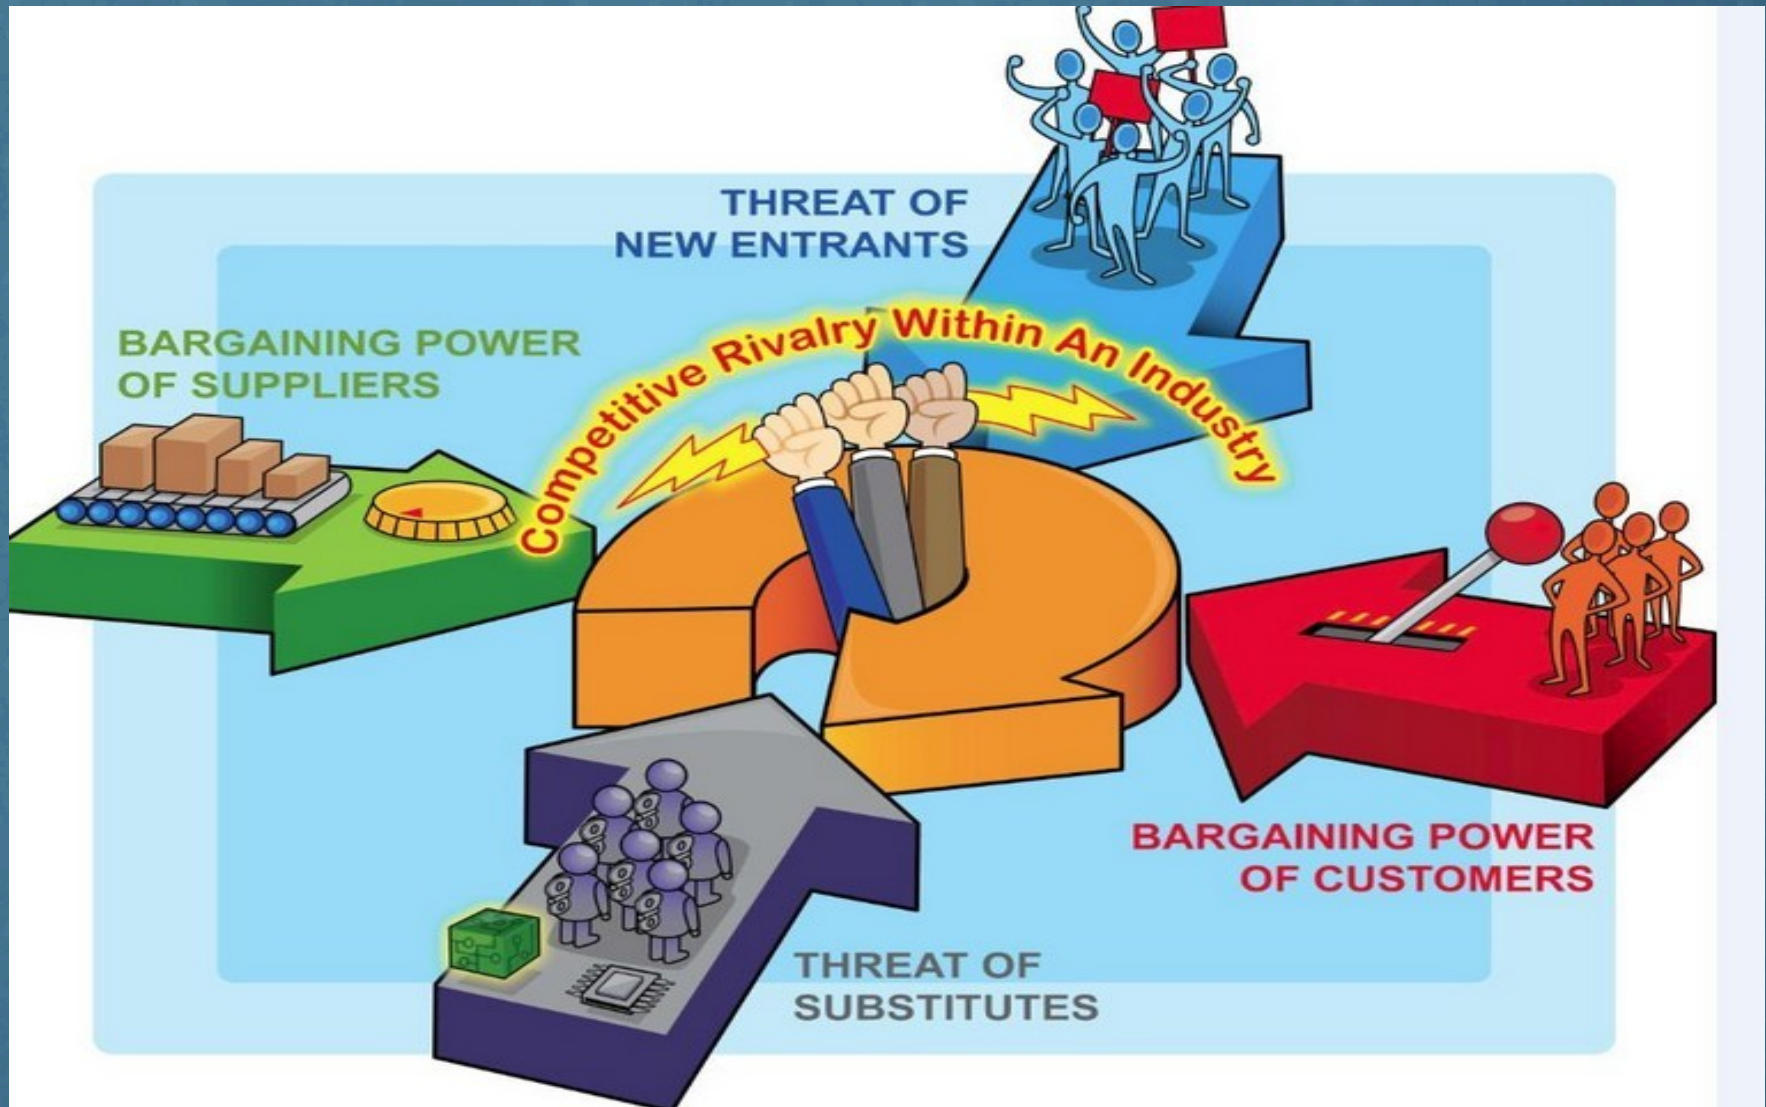 THREAT OF
NEW ENTRANTS
BARGAINING POWER
OF SUPPLIERS
Competitive Rivalry Within An Industry
BARGAINING POWER
OF CUSTOMERS
THREAT OF
SUBSTITUTES